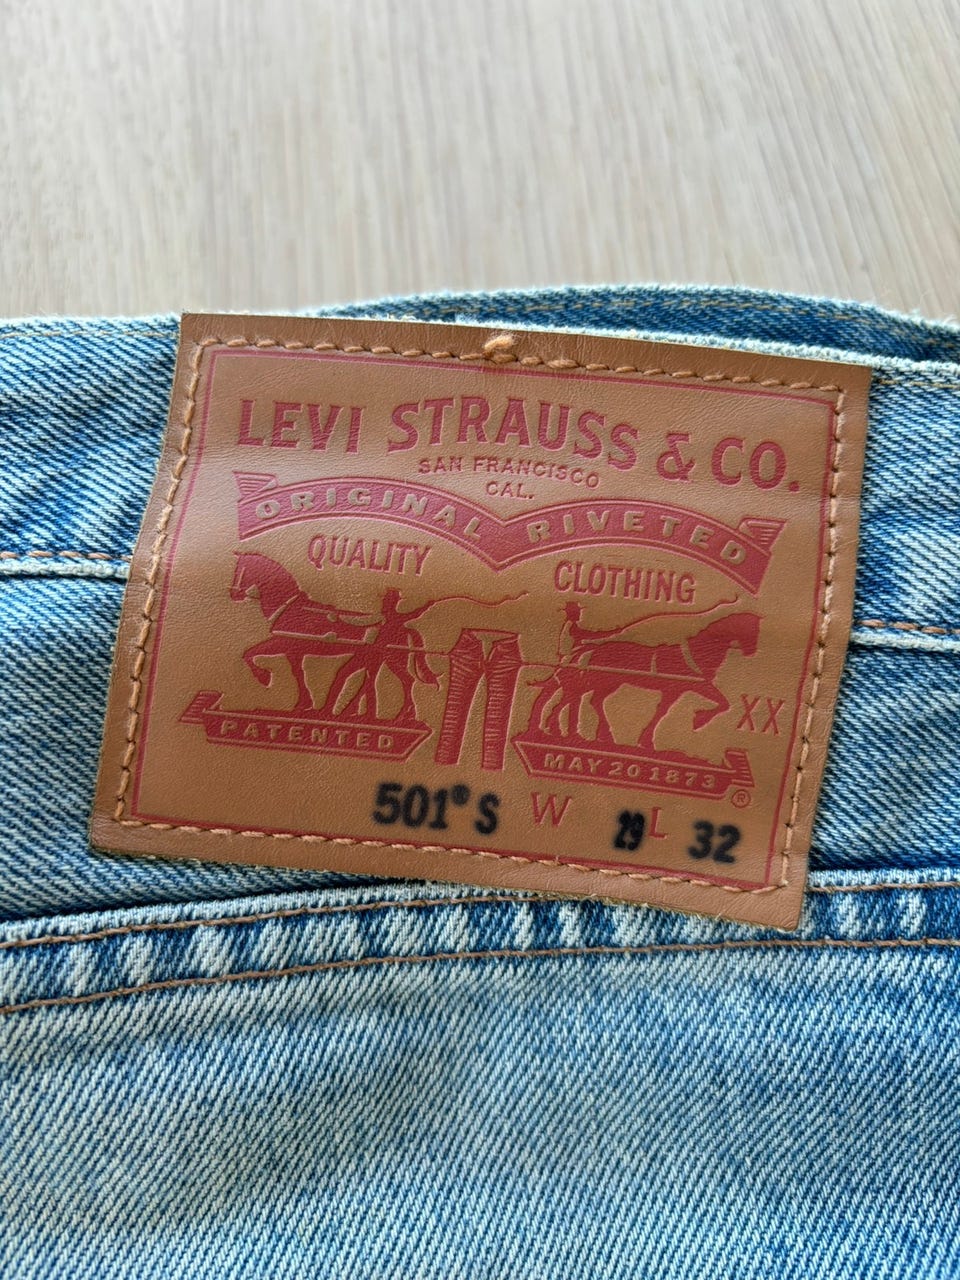 LEVI STRAUSS & CO.
SAN FRANCISCO
CAL.
ORIGINAL RIVETED
QUALITY CLOTHING
XX
PATENTED MAY 20 1873 ®
501® S W 29 L 32